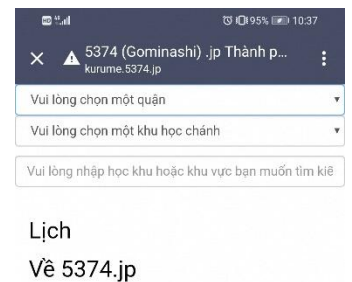 95% 10:37
5374 (Gominashi) .jp Thành p...
kurume.5374.jp
Vui lòng chọn một quận
Vui lòng chọn một khu học chánh
Vui lòng nhập học khu hoặc khu vực bạn muốn tìm kiế
Lịch
Về 5374.jp